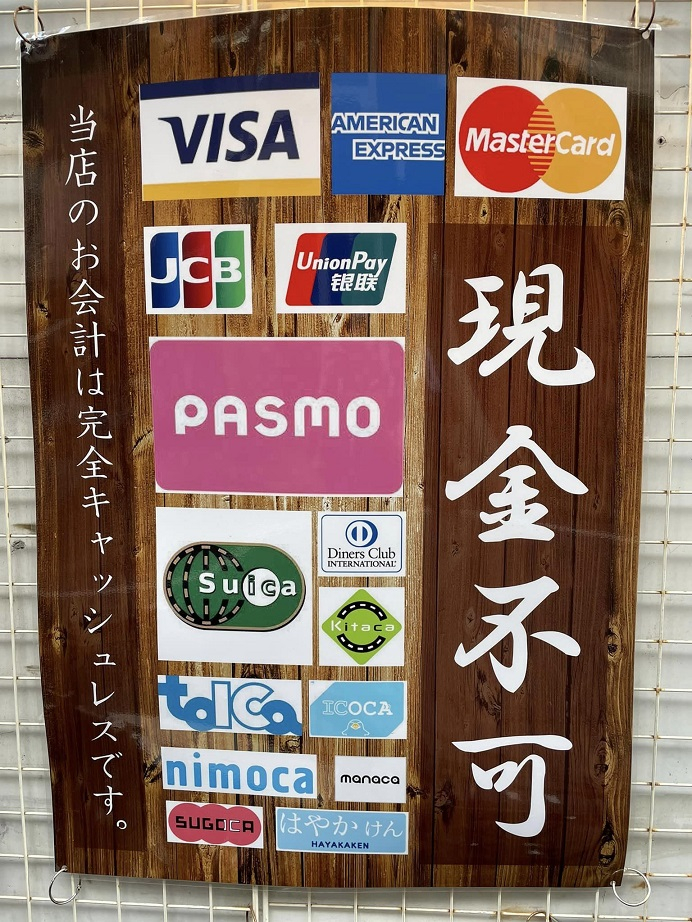 VISA
AMERICAN
EXPRESS
MasterCard
JCB
UnionPay
银联
PASMO
Suica
Diners Club
INTERNATIONAL
Kitaca
TOICa
ICOCA
nimoca
manaca
SUGOCA
はやかけん
HAYAKAKEN
現金不可
当店のお会計は完全キャッシュレスです。